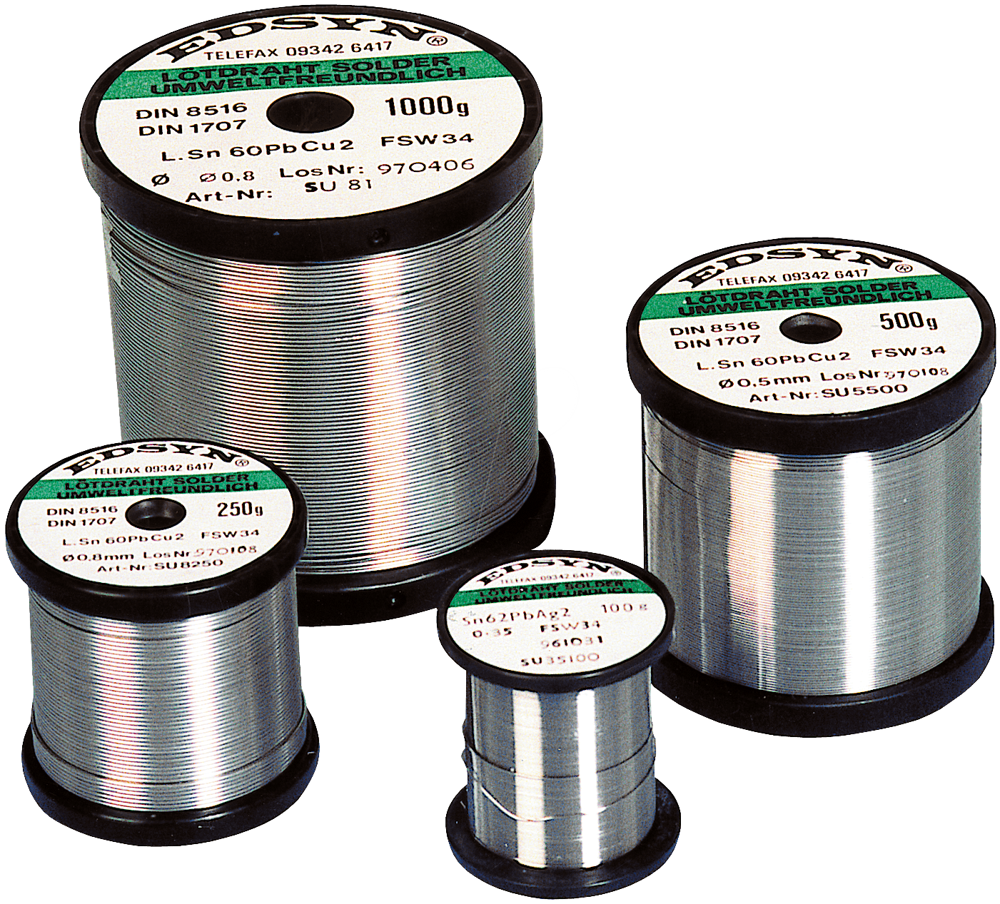 EDSYN®
TELEFAX 09342 6417
LÖTDRAHT SOLDER
UMWELTFREUNDLICH
DIN 8516 1000g
DIN 1707
L.Sn 60PbCu2 FSW34
Ø Ø0,8 LosNr: 970406
Art-Nr: SU 81
EDSYN®
TELEFAX 09342 6417
LÖTDRAHT SOLDER
UMWELTFREUNDLICH
DIN 8516 500g
DIN 1707
L.Sn 60PbCu2 FSW34
Ø0,5mm LosNr: 970108
Art-Nr: SU5500
EDSYN®
TELEFAX 09342 6417
LÖTDRAHT SOLDER
UMWELTFREUNDLICH
DIN 8516 250g
DIN 1707
L.Sn 60PbCu2 FSW34
Ø0,8mm LosNr. 970108
Art-Nr: SU8250
EDSYN®
TELEFAX 09342 6417
LÖTDRAHT SOLDER
UMWELTFREUNDLICH
Sn62PbAg2 100g
0.35 FSW34
961031
SU35100